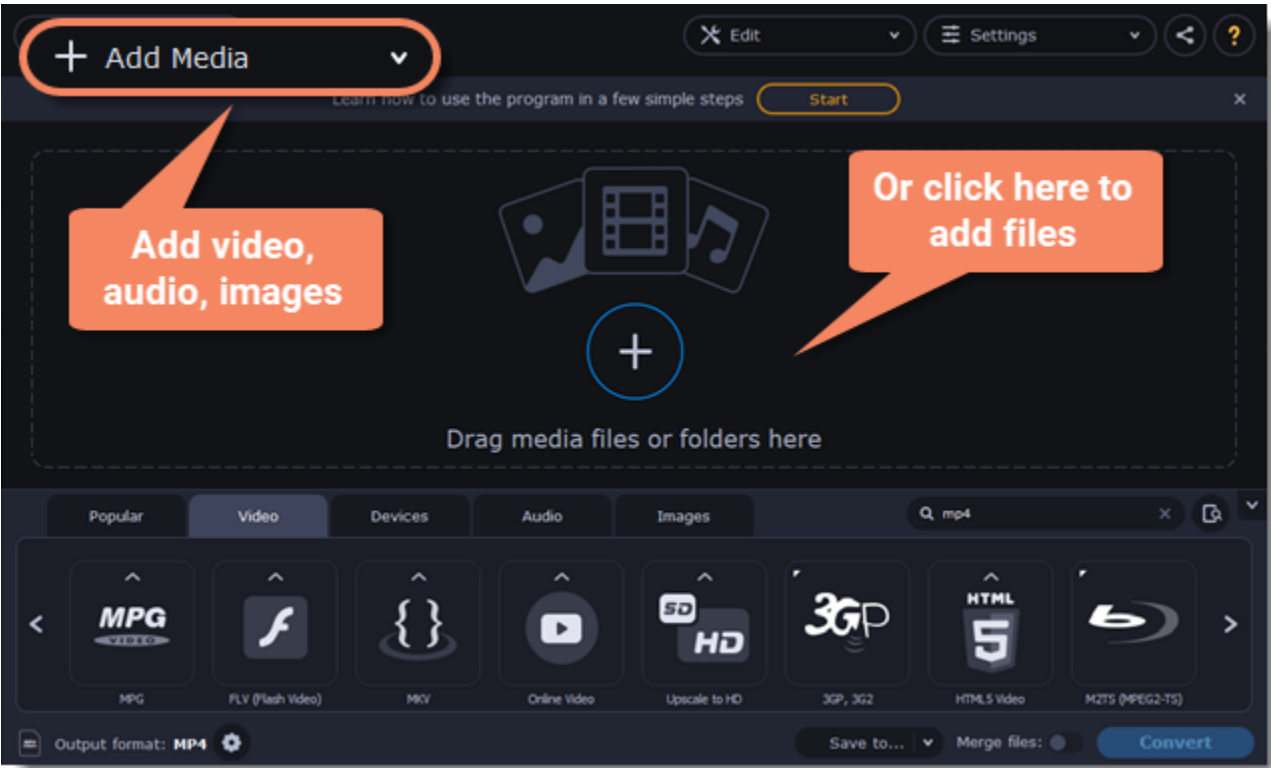 + Add Media
Edit
Settings
?
Learn how to use the program in a few simple steps
Start
Or click here to
add files
Add video,
audio, images
Drag media files or folders here
Popular
Video
Devices
Audio
Images
mp4
MPG
VIDEO
{ }
SD
HD
3GP
HTML
5
b
MPG
FLV (Flash Video)
MKV
Online Video
Upscale to HD
3GP, 3G2
HTML5 Video
M2TS (MPEG2-TS)
Output format: MP4
Save to...
Merge files:
Convert